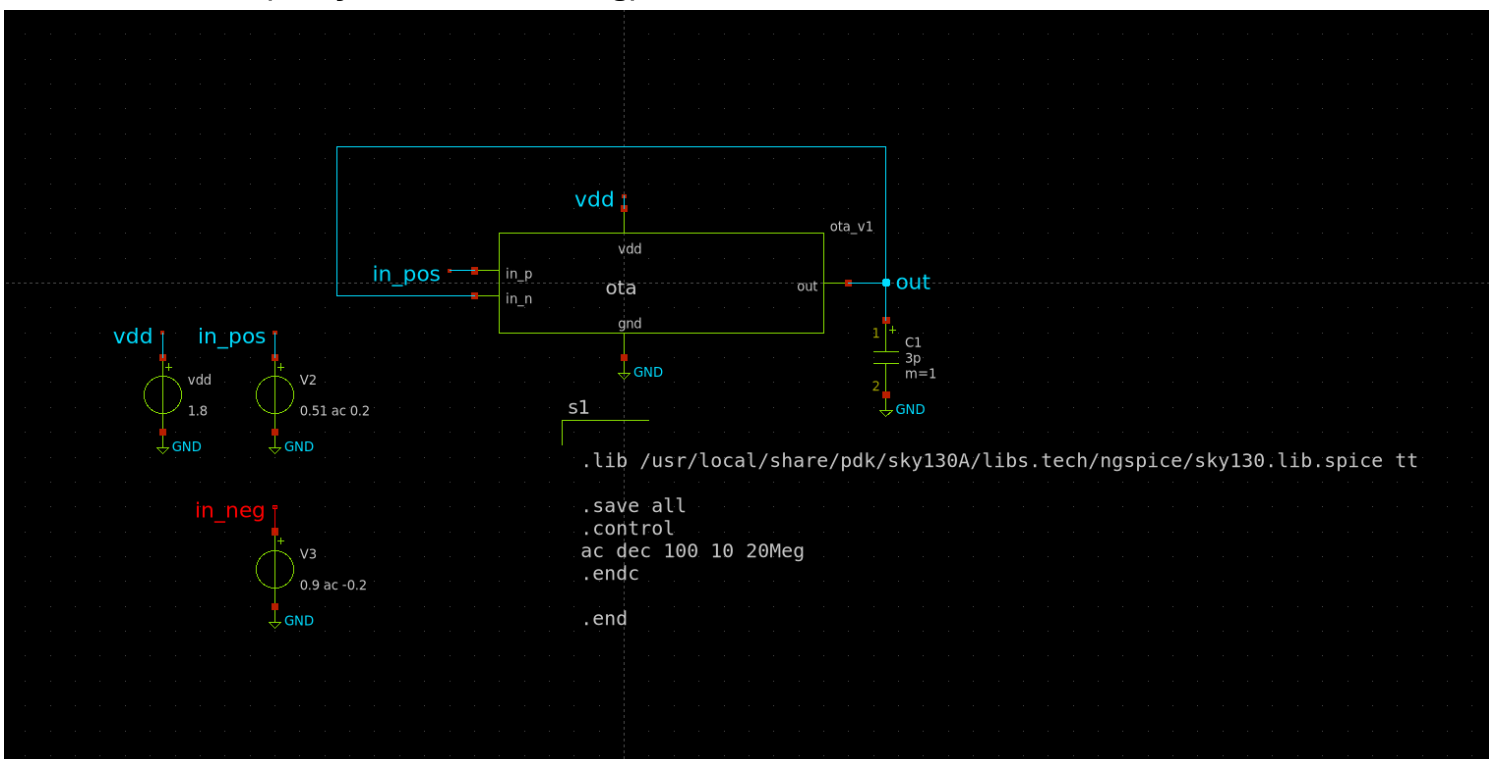 vdd
ota_v1
vdd
in_pos
in_p
ota
out
out
in_n
gnd
1
+
C1
3p
m=1
2
GND
GND
vdd
in_pos
+
vdd
1.8
GND
+
V2
0.51 ac 0.2
GND
s1
.lib /usr/local/share/pdk/sky130A/libs.tech/ngspice/sky130.lib.spice tt
.save all
.control
ac dec 100 10 20Meg
.endc
.end
in_neg
+
V3
0.9 ac -0.2
GND